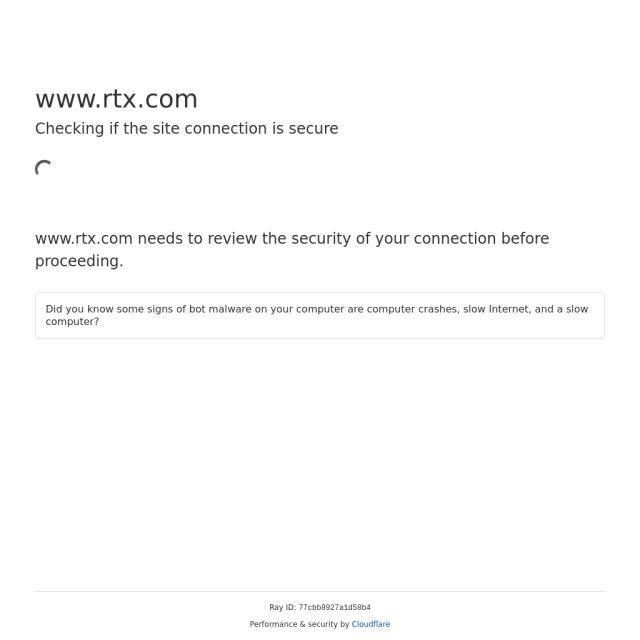 www.rtx.com
Checking if the site connection is secure
www.rtx.com needs to review the security of your connection before
proceeding.
Did you know some signs of bot malware on your computer are computer crashes, slow Internet, and a slow
computer?
Ray ID: 77cbb8927a1d58b4
Performance & security by Cloudflare